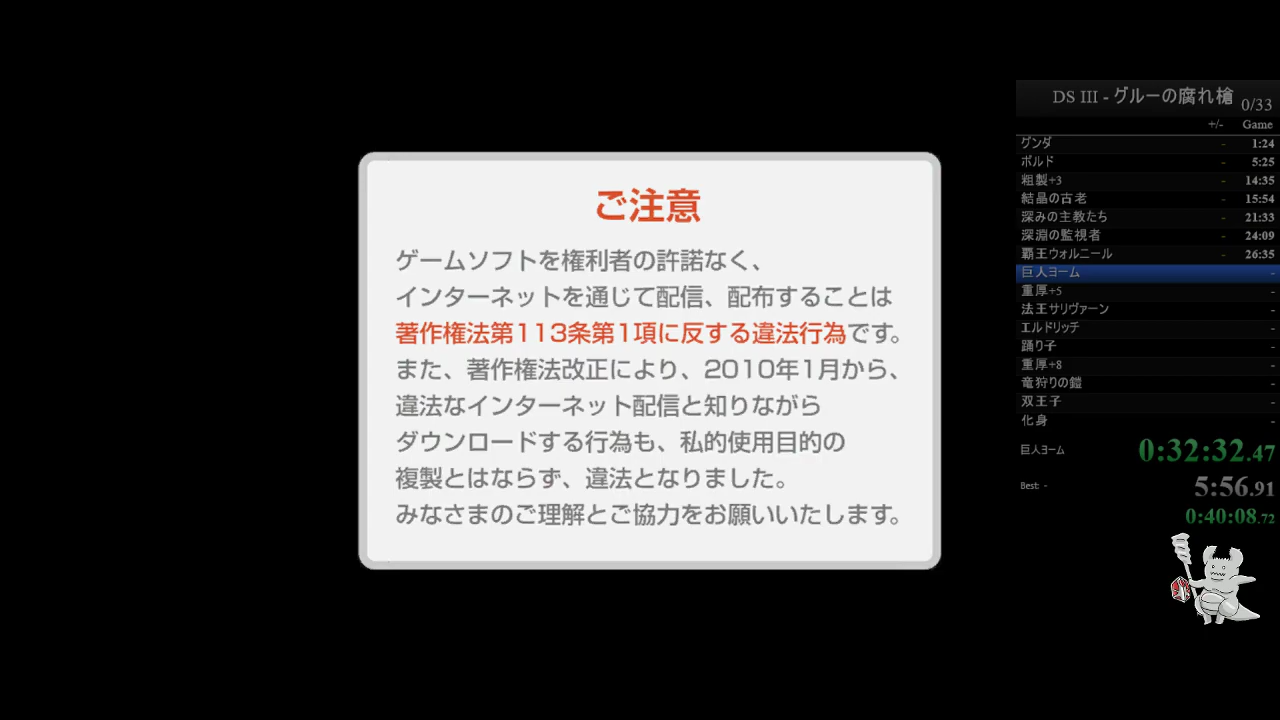 ご注意
ゲームソフトを権利者の許諾なく、
インターネットを通じて配信、配布することは
著作権法第113条第1項に反する違法行為です。
また、著作権法改正により、2010年1月から、
違法なインターネット配信と知りながら
ダウンロードする行為も、私的使用目的の
複製とはならず、違法となりました。
みなさまのご理解とご協力をお願いいたします。
DS III - グルーの腐れ槍 0/33
+/- Game
グンダ - 1:24
ボルド - 5:25
粗製+3 - 14:35
結晶の古老 - 15:54
深みの主教たち - 21:33
深淵の監視者 - 24:09
覇王ウォルニール - 26:35
巨人ヨーム -
重厚+5 -
法王サリヴァーン -
エルドリッチ -
踊り子 -
重厚+8 -
竜狩りの鎧 -
双王子 -
化身 -
巨人ヨーム 0:32:32.47
Best: - 5:56.91
0:40:08.72